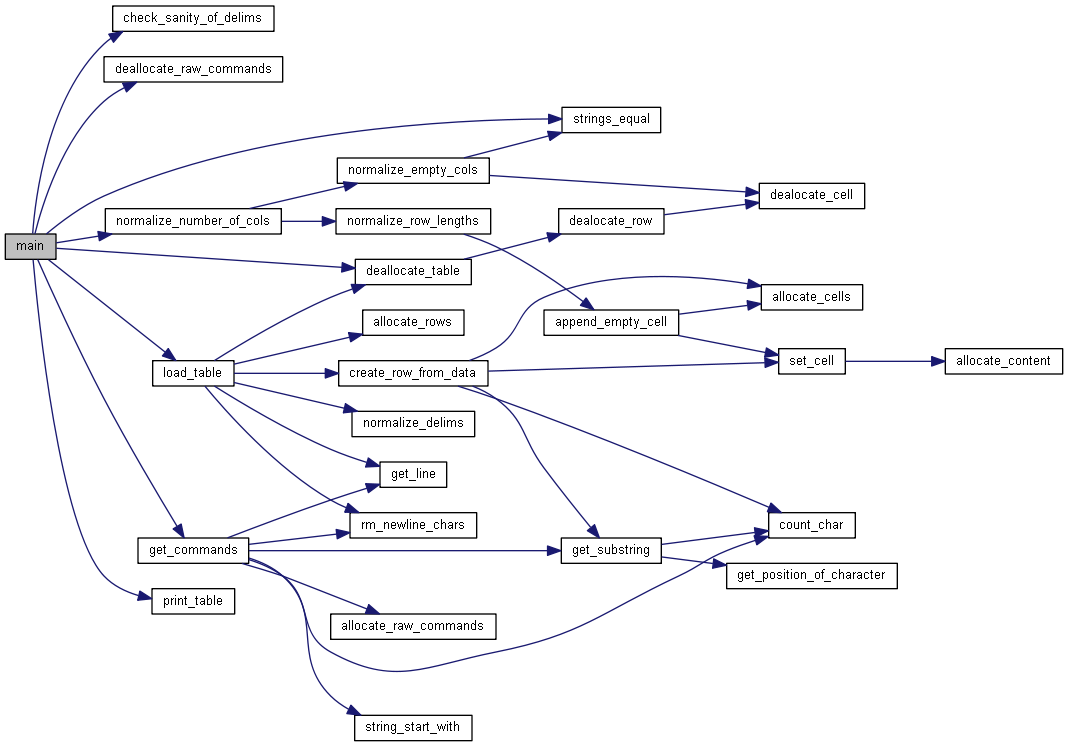 check_sanity_of_delims
deallocate_raw_commands
strings_equal
normalize_empty_cols
dealocate_cell
normalize_number_of_cols
normalize_row_lengths
dealocate_row
main
deallocate_table
allocate_cells
allocate_rows
append_empty_cell
load_table
create_row_from_data
set_cell
allocate_content
normalize_delims
get_line
rm_newline_chars
count_char
get_commands
get_substring
get_position_of_character
print_table
allocate_raw_commands
string_start_with